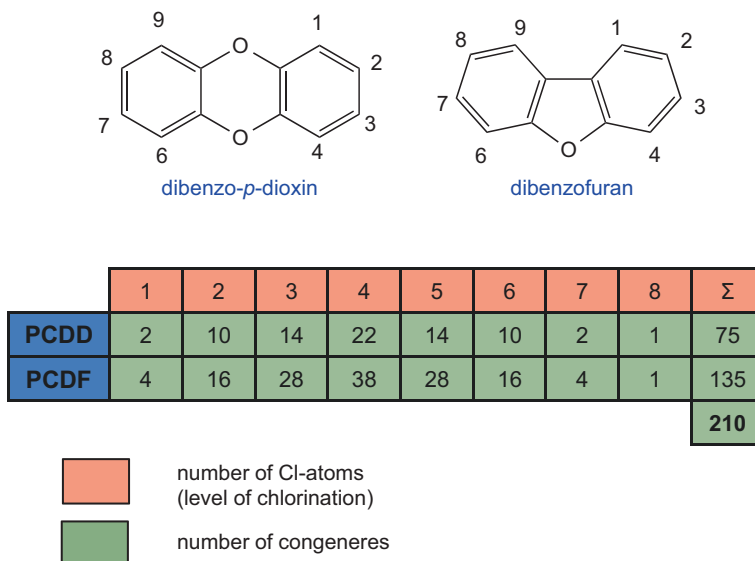 9 1
8 O 2
7 O 3
6 4
dibenzo-p-dioxin
9 1
8 2
7 3
6 O 4
dibenzofuran
1 2 3 4 5 6 7 8 Σ
PCDD 2 10 14 22 14 10 2 1 75
PCDF 4 16 28 38 28 16 4 1 135
210
number of Cl-atoms
(level of chlorination)
number of congeneres